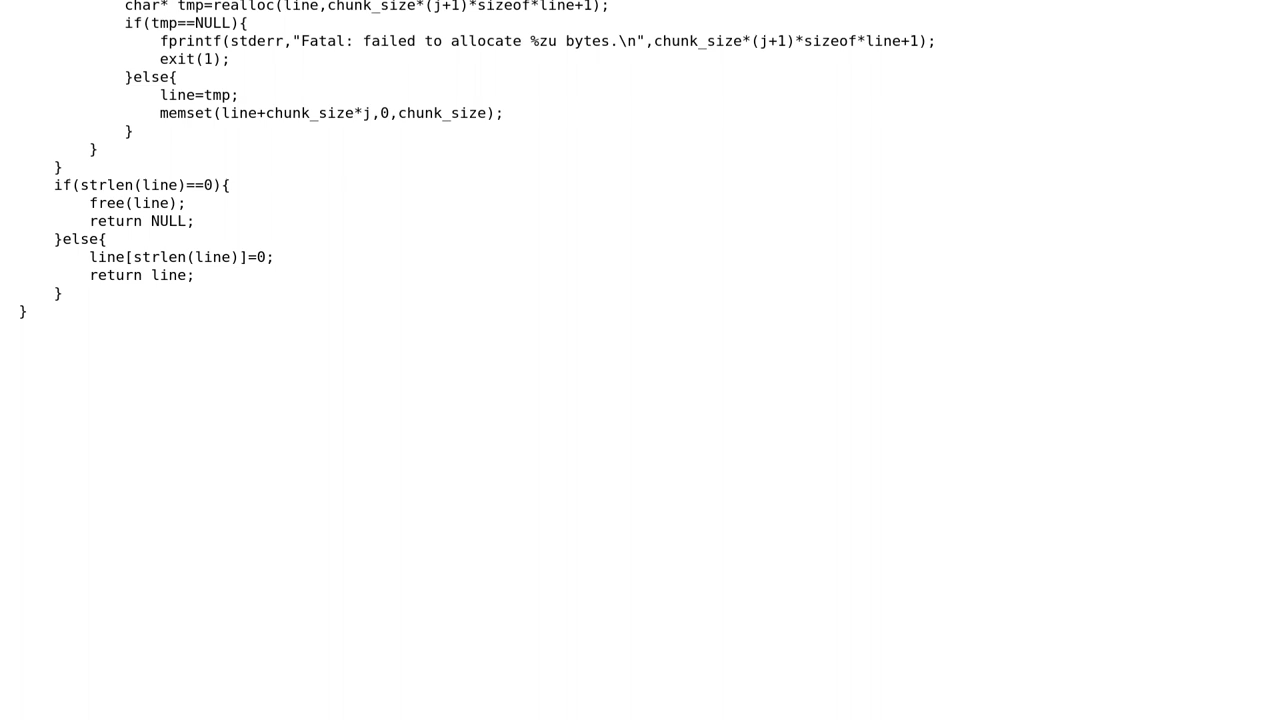 char* tmp=realloc(line,chunk_size*(j+1)*sizeof*line+1);
            if(tmp==NULL){
                fprintf(stderr,"Fatal: failed to allocate %zu bytes.\n",chunk_size*(j+1)*sizeof*line+1);
                exit(1);
            }else{
                line=tmp;
                memset(line+chunk_size*j,0,chunk_size);
            }
        }
    }
    if(strlen(line)==0){
        free(line);
        return NULL;
    }else{
        line[strlen(line)]=0;
        return line;
    }
}